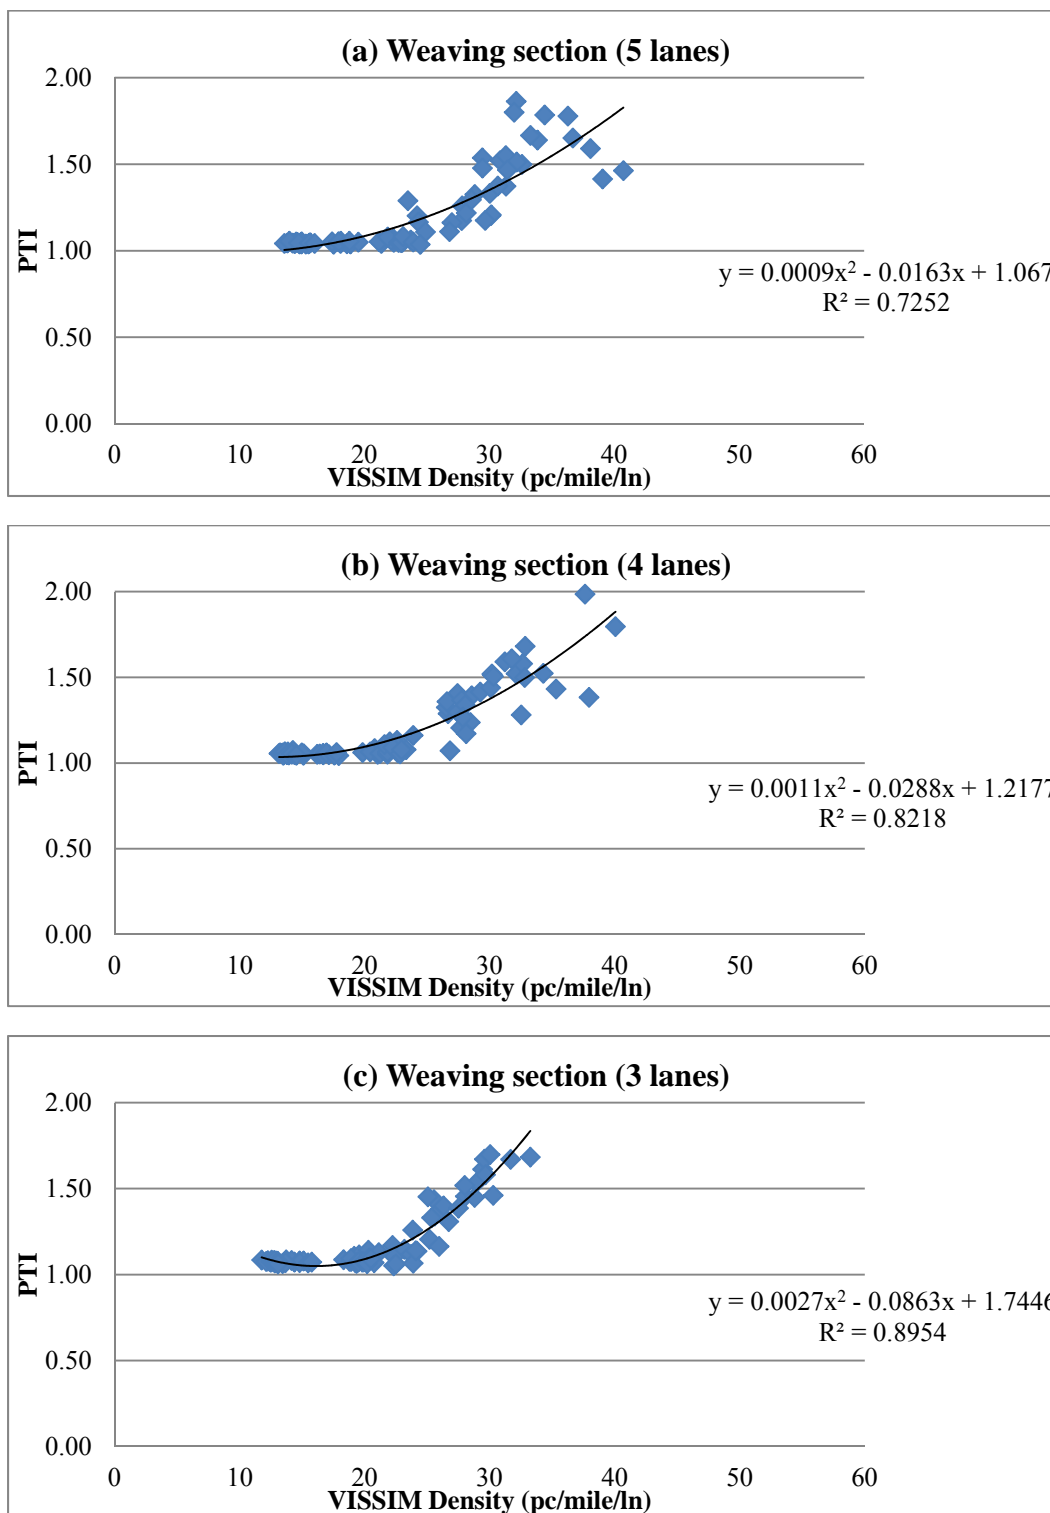 (a) Weaving section (5 lanes)
2.00
1.50
1.00
0.50
0.00
PTI
y = 0.0009x² - 0.0163x + 1.067
R² = 0.7252
0 10 20 30 40 50 60
VISSIM Density (pc/mile/ln)
(b) Weaving section (4 lanes)
2.00
1.50
1.00
0.50
0.00
PTI
y = 0.0011x² - 0.0288x + 1.2177
R² = 0.8218
0 10 20 30 40 50 60
VISSIM Density (pc/mile/ln)
(c) Weaving section (3 lanes)
2.00
1.50
1.00
0.50
0.00
PTI
y = 0.0027x² - 0.0863x + 1.7446
R² = 0.8954
0 10 20 30 40 50 60
VISSIM Density (pc/mile/ln)